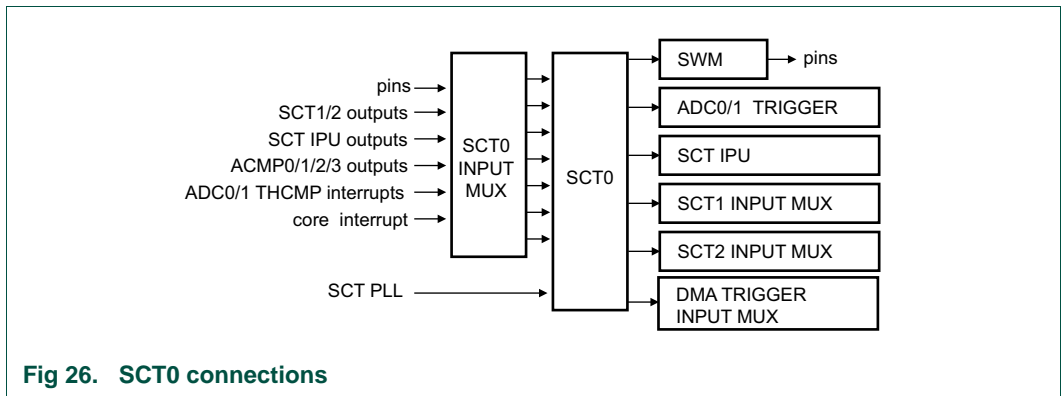 pins
SCT1/2 outputs
SCT IPU outputs
ACMP0/1/2/3 outputs
ADC0/1 THCMP interrupts
core interrupt
SCT PLL
SCT0
INPUT
MUX
SCT0
SWM
pins
ADC0/1 TRIGGER
SCT IPU
SCT1 INPUT MUX
SCT2 INPUT MUX
DMA TRIGGER
INPUT MUX
Fig 26. SCT0 connections